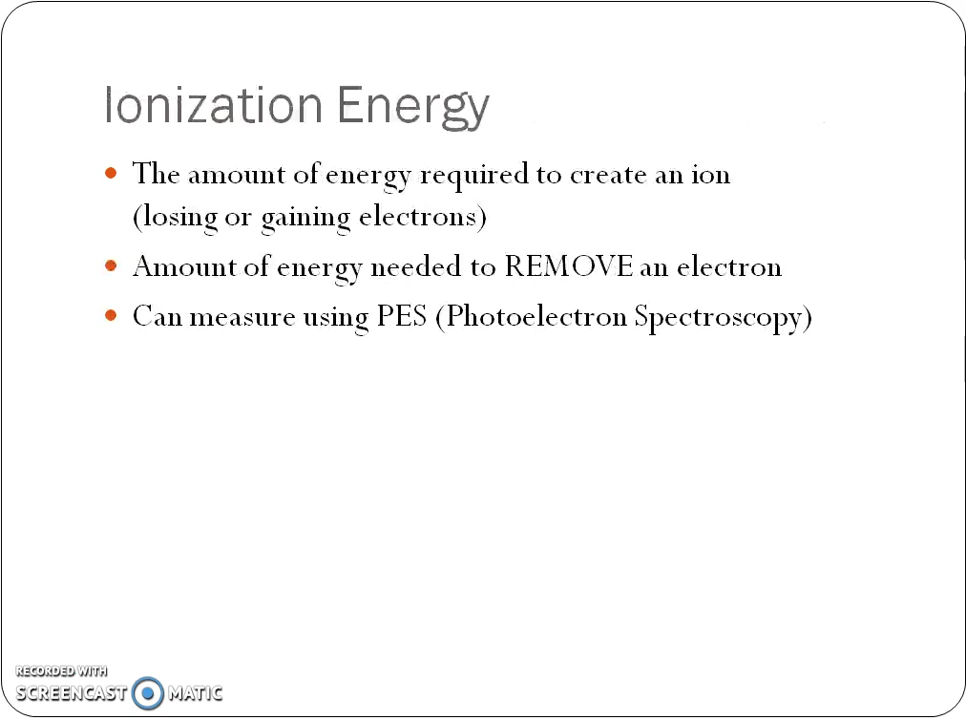 Ionization Energy
The amount of energy required to create an ion
(losing or gaining electrons)
Amount of energy needed to REMOVE an electron
Can measure using PES (Photoelectron Spectroscopy)
RECORDED WITH
SCREENCAST MATIC